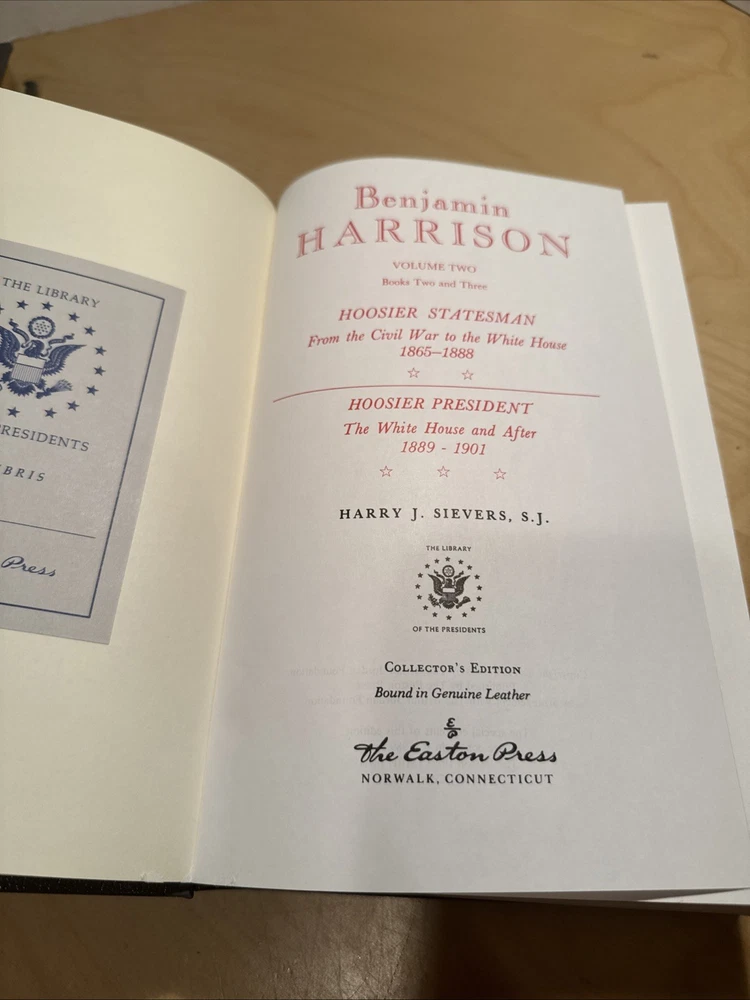 THE LIBRARY
PRESIDENTS
BRIS
Press
Benjamin
HARRISON
VOLUME TWO
Books Two and Three
HOOSIER STATESMAN
From the Civil War to the White House
1865–1888
HOOSIER PRESIDENT
The White House and After
1889 - 1901
HARRY J. SIEVERS, S.J.
THE LIBRARY
OF THE PRESIDENTS
COLLECTOR'S EDITION
Bound in Genuine Leather
E/P
The Easton Press
NORWALK, CONNECTICUT